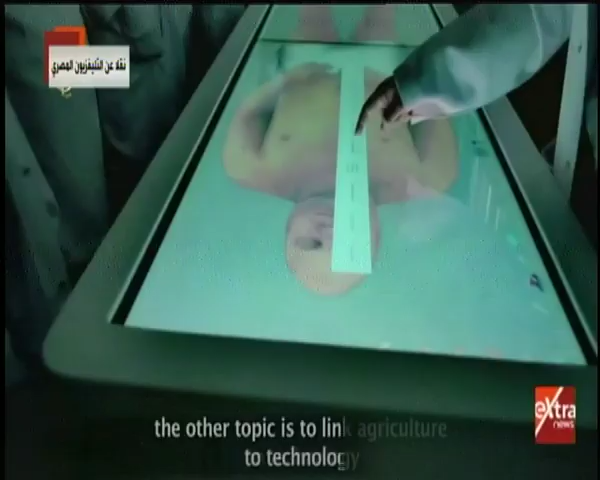 نقلا عن التليفزيون المصري
extra
news
the other topic is to link agriculture
to technology